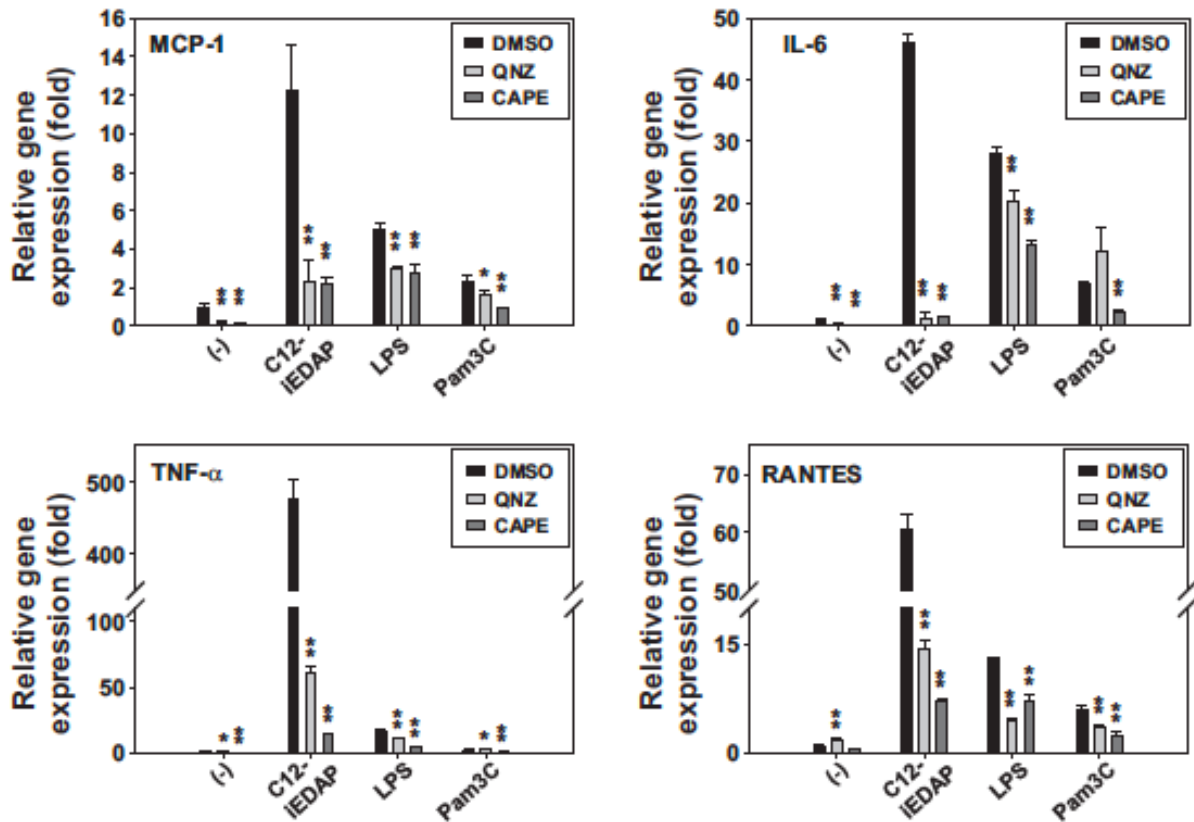 MCP-1
DMSO
QNZ
CAPE
Relative gene
expression (fold)
16
14
12
10
8
6
4
2
0
** **
** **
** **
* **
(-)
C12-
iEDAP
LPS
Pam3C
IL-6
DMSO
QNZ
CAPE
Relative gene
expression (fold)
50
40
30
20
10
0
** **
** **
** **
**
(-)
C12-
iEDAP
LPS
Pam3C
TNF-α
DMSO
QNZ
CAPE
Relative gene
expression (fold)
500
400
100
50
0
* **
** **
** **
* **
(-)
C12-
iEDAP
LPS
Pam3C
RANTES
DMSO
QNZ
CAPE
Relative gene
expression (fold)
70
60
50
15
0
**
** **
** **
** **
(-)
C12-
iEDAP
LPS
Pam3C